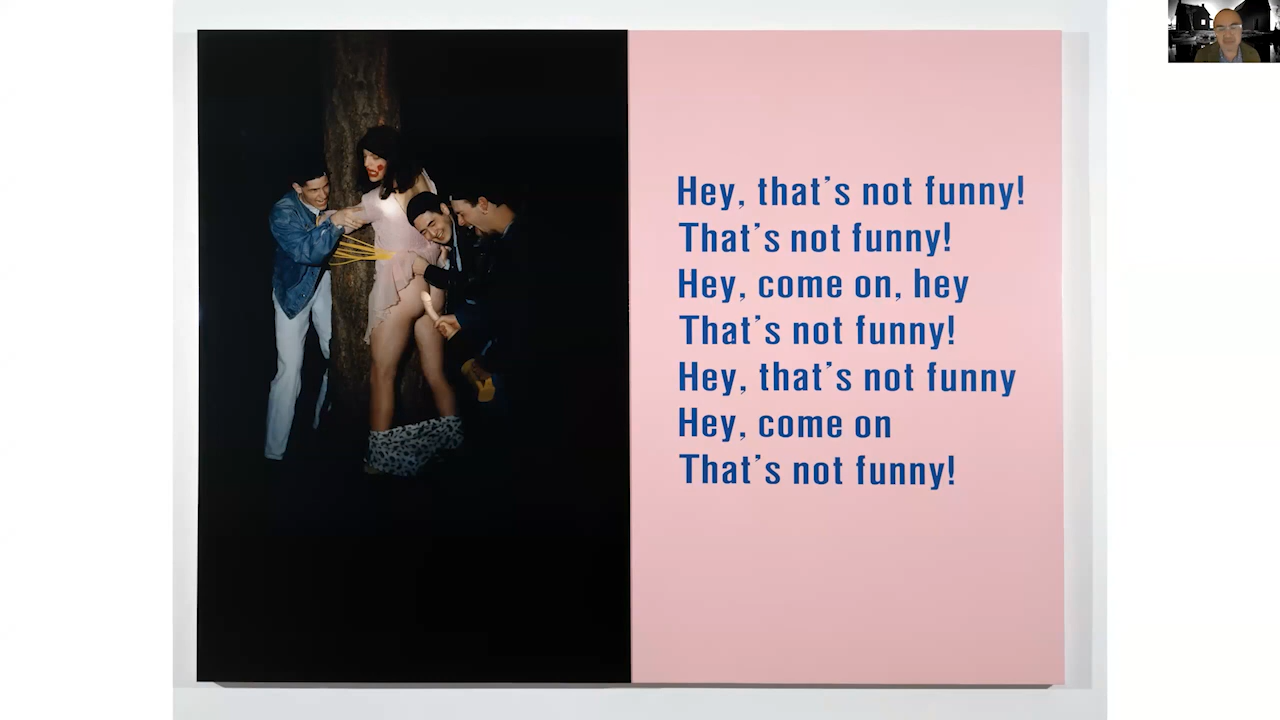 Hey, that's not funny!
That's not funny!
Hey, come on, hey
That's not funny!
Hey, that's not funny
Hey, come on
That's not funny!